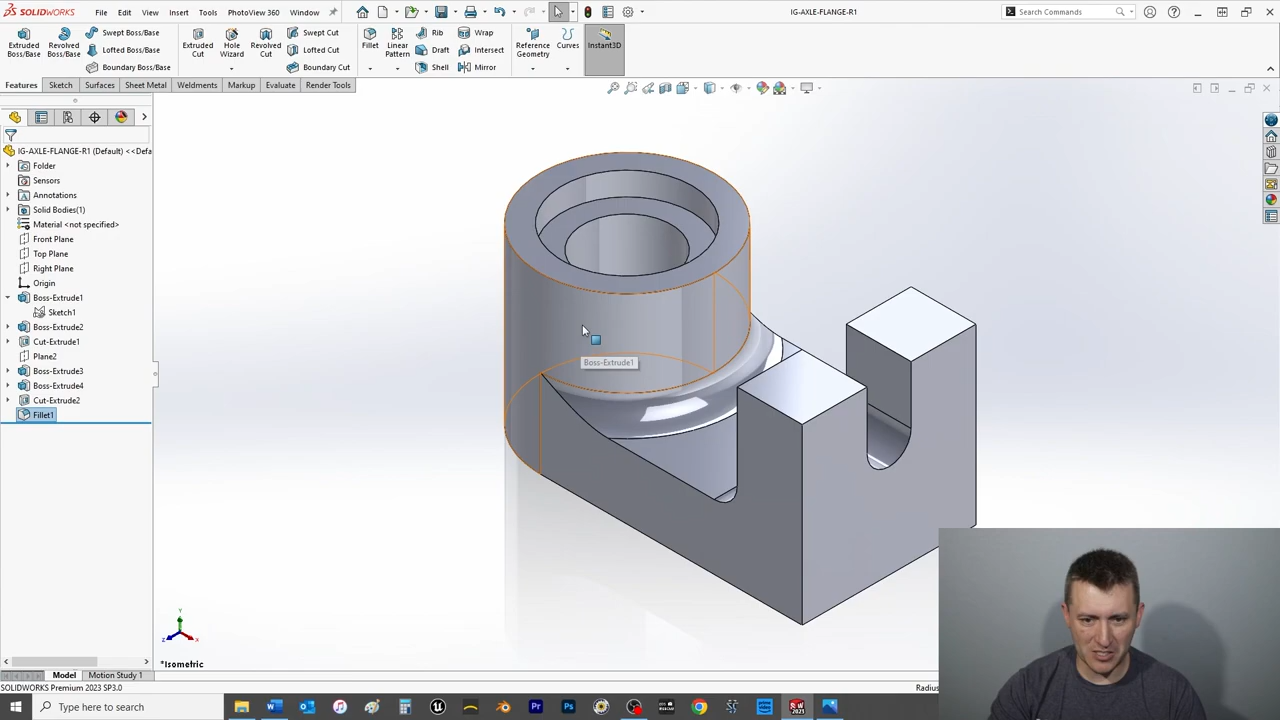 SOLIDWORKS File Edit View Insert Tools PhotoView 360 Window IG-AXLE-FLANGE-R1 Search Commands
Extruded Boss/Base Revolved Boss/Base Swept Boss/Base Lofted Boss/Base Boundary Boss/Base
Extruded Cut Hole Wizard Revolved Cut Swept Cut Lofted Cut Boundary Cut
Fillet Linear Pattern Rib Draft Shell Wrap Intersect Mirror
Reference Geometry Curves Instant3D
Features Sketch Surfaces Sheet Metal Weldments Markup Evaluate Render Tools
IG-AXLE-FLANGE-R1 (Default) <<Defa
Folder
Sensors
Annotations
Solid Bodies(1)
Material <not specified>
Front Plane
Top Plane
Right Plane
Origin
Boss-Extrude1
Sketch1
Boss-Extrude2
Cut-Extrude1
Plane2
Boss-Extrude3
Boss-Extrude4
Cut-Extrude2
Fillet1
Boss-Extrude1
Y
Z X
*Isometric
Model Motion Study 1
SOLIDWORKS Premium 2023 SP3.0 Radius
Type here to search